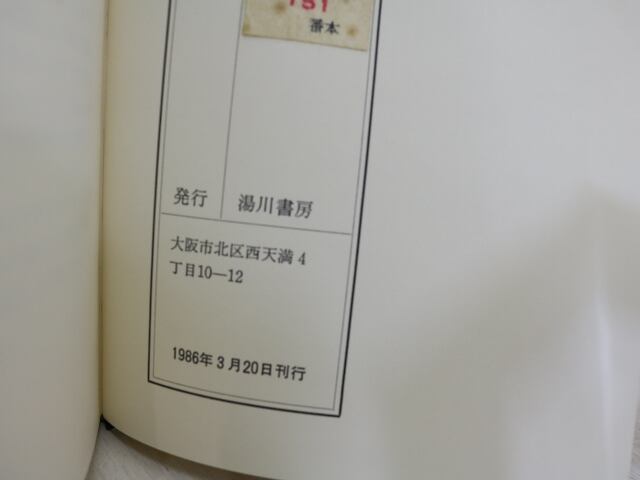 151
番本
発行
湯川書房
大阪市北区西天満4
丁目10—12
1986年3月20日刊行